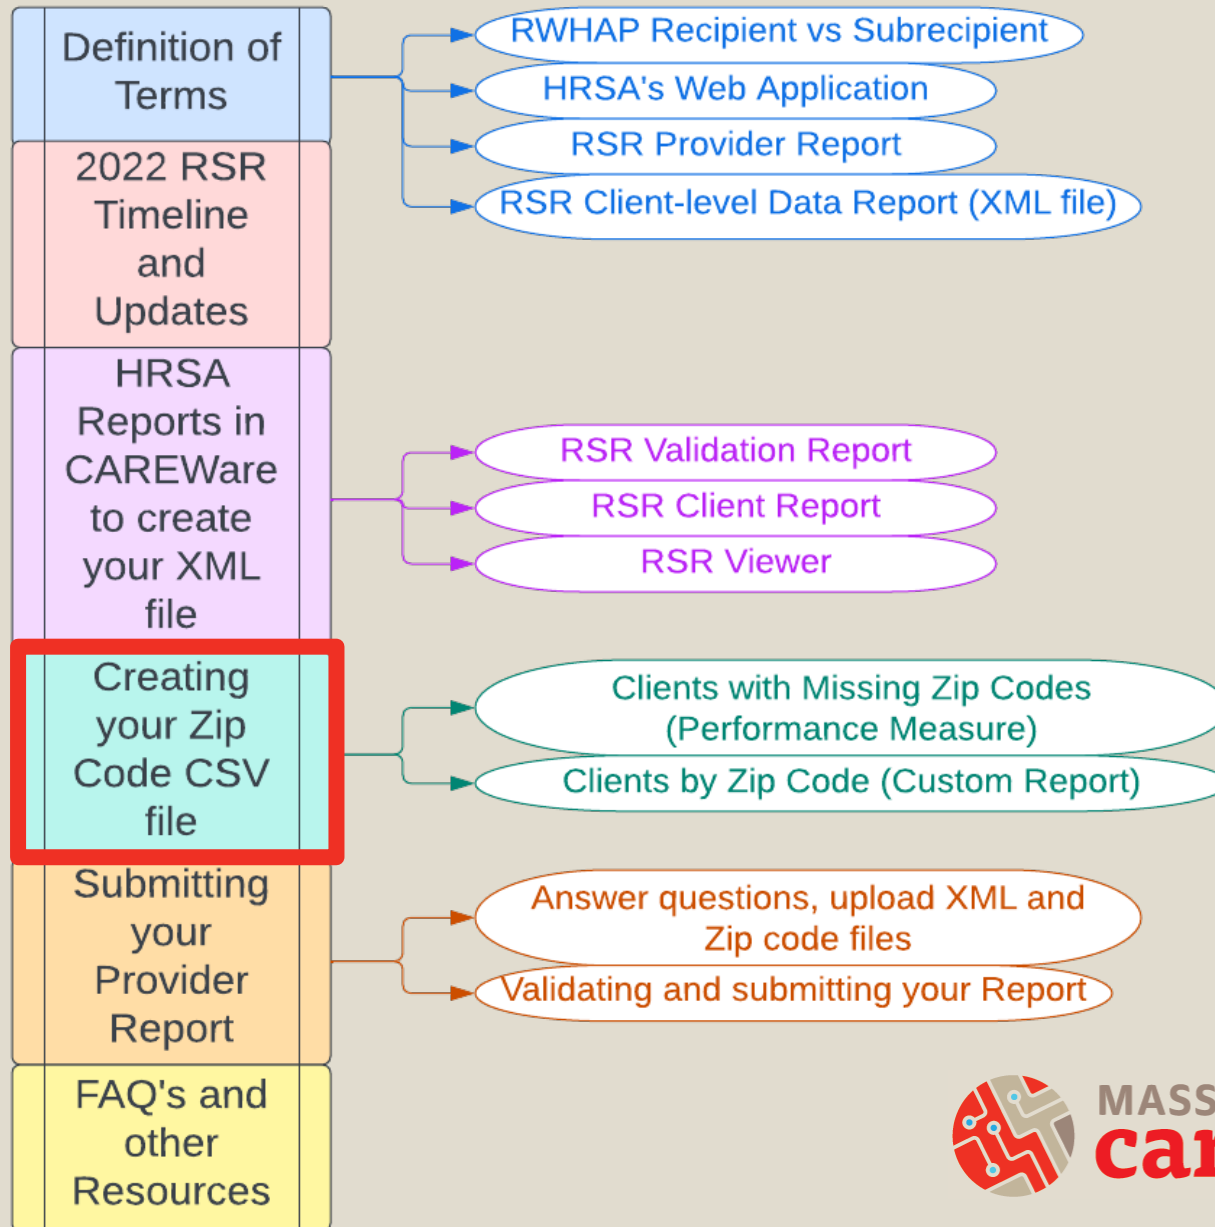 Definition of
Terms
RWHAP Recipient vs Subrecipient
HRSA's Web Application
RSR Provider Report
RSR Client-level Data Report (XML file)
2022 RSR
Timeline
and
Updates
HRSA
Reports in
CAREWare
to create
your XML
file
RSR Validation Report
RSR Client Report
RSR Viewer
Creating
your Zip
Code CSV
file
Clients with Missing Zip Codes
(Performance Measure)
Clients by Zip Code (Custom Report)
Submitting
your
Provider
Report
Answer questions, upload XML and
Zip code files
Validating and submitting your Report
FAQ's and
other
Resources
MASS